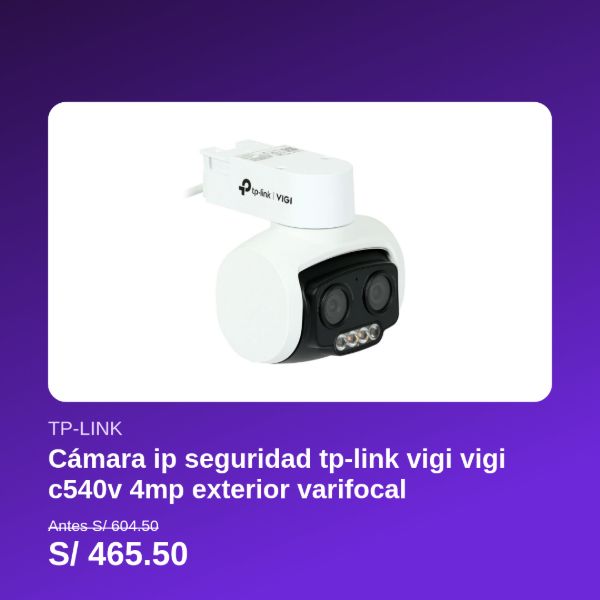 tp-link | VIGI
TP-LINK
Cámara ip seguridad tp-link vigi vigi
c540v 4mp exterior varifocal
Antes S/ 604.50
S/ 465.50